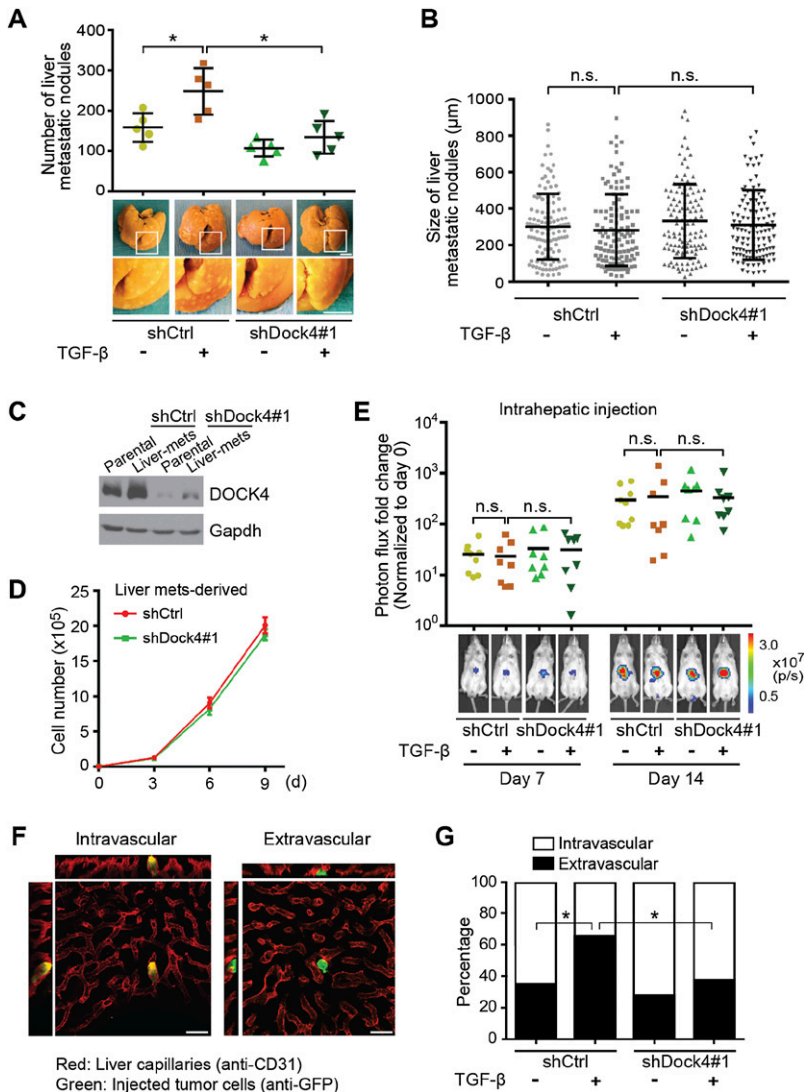 A
Number of liver
metastatic nodules
400
300
200
100
0
*
*
shCtrl
shDock4#1
TGF-β
-
+
-
+
B
Size of liver
metastatic nodules (µm)
1000
800
600
400
200
0
n.s.
n.s.
shCtrl
shDock4#1
TGF-β
-
+
-
+
C
shCtrl
shDock4#1
Parental
Liver-mets
Parental
Liver-mets
DOCK4
Gapdh
D
Liver mets-derived
shCtrl
shDock4#1
Cell number (x10⁵)
25
20
15
10
5
0
0
3
6
9
(d)
E
Intrahepatic injection
Photon flux fold change
(Normalized to day 0)
10⁴
10³
10²
10¹
10⁰
n.s.
n.s.
n.s.
n.s.
3.0
x10⁷
(p/s)
0.5
shCtrl
shDock4#1
shCtrl
shDock4#1
TGF-β
-
+
-
+
-
+
-
+
Day 7
Day 14
F
Intravascular
Extravascular
Red: Liver capillaries (anti-CD31)
Green: Injected tumor cells (anti-GFP)
G
Intravascular
Extravascular
Percentage
100
80
60
40
20
0
*
*
shCtrl
shDock4#1
TGF-β
-
+
-
+